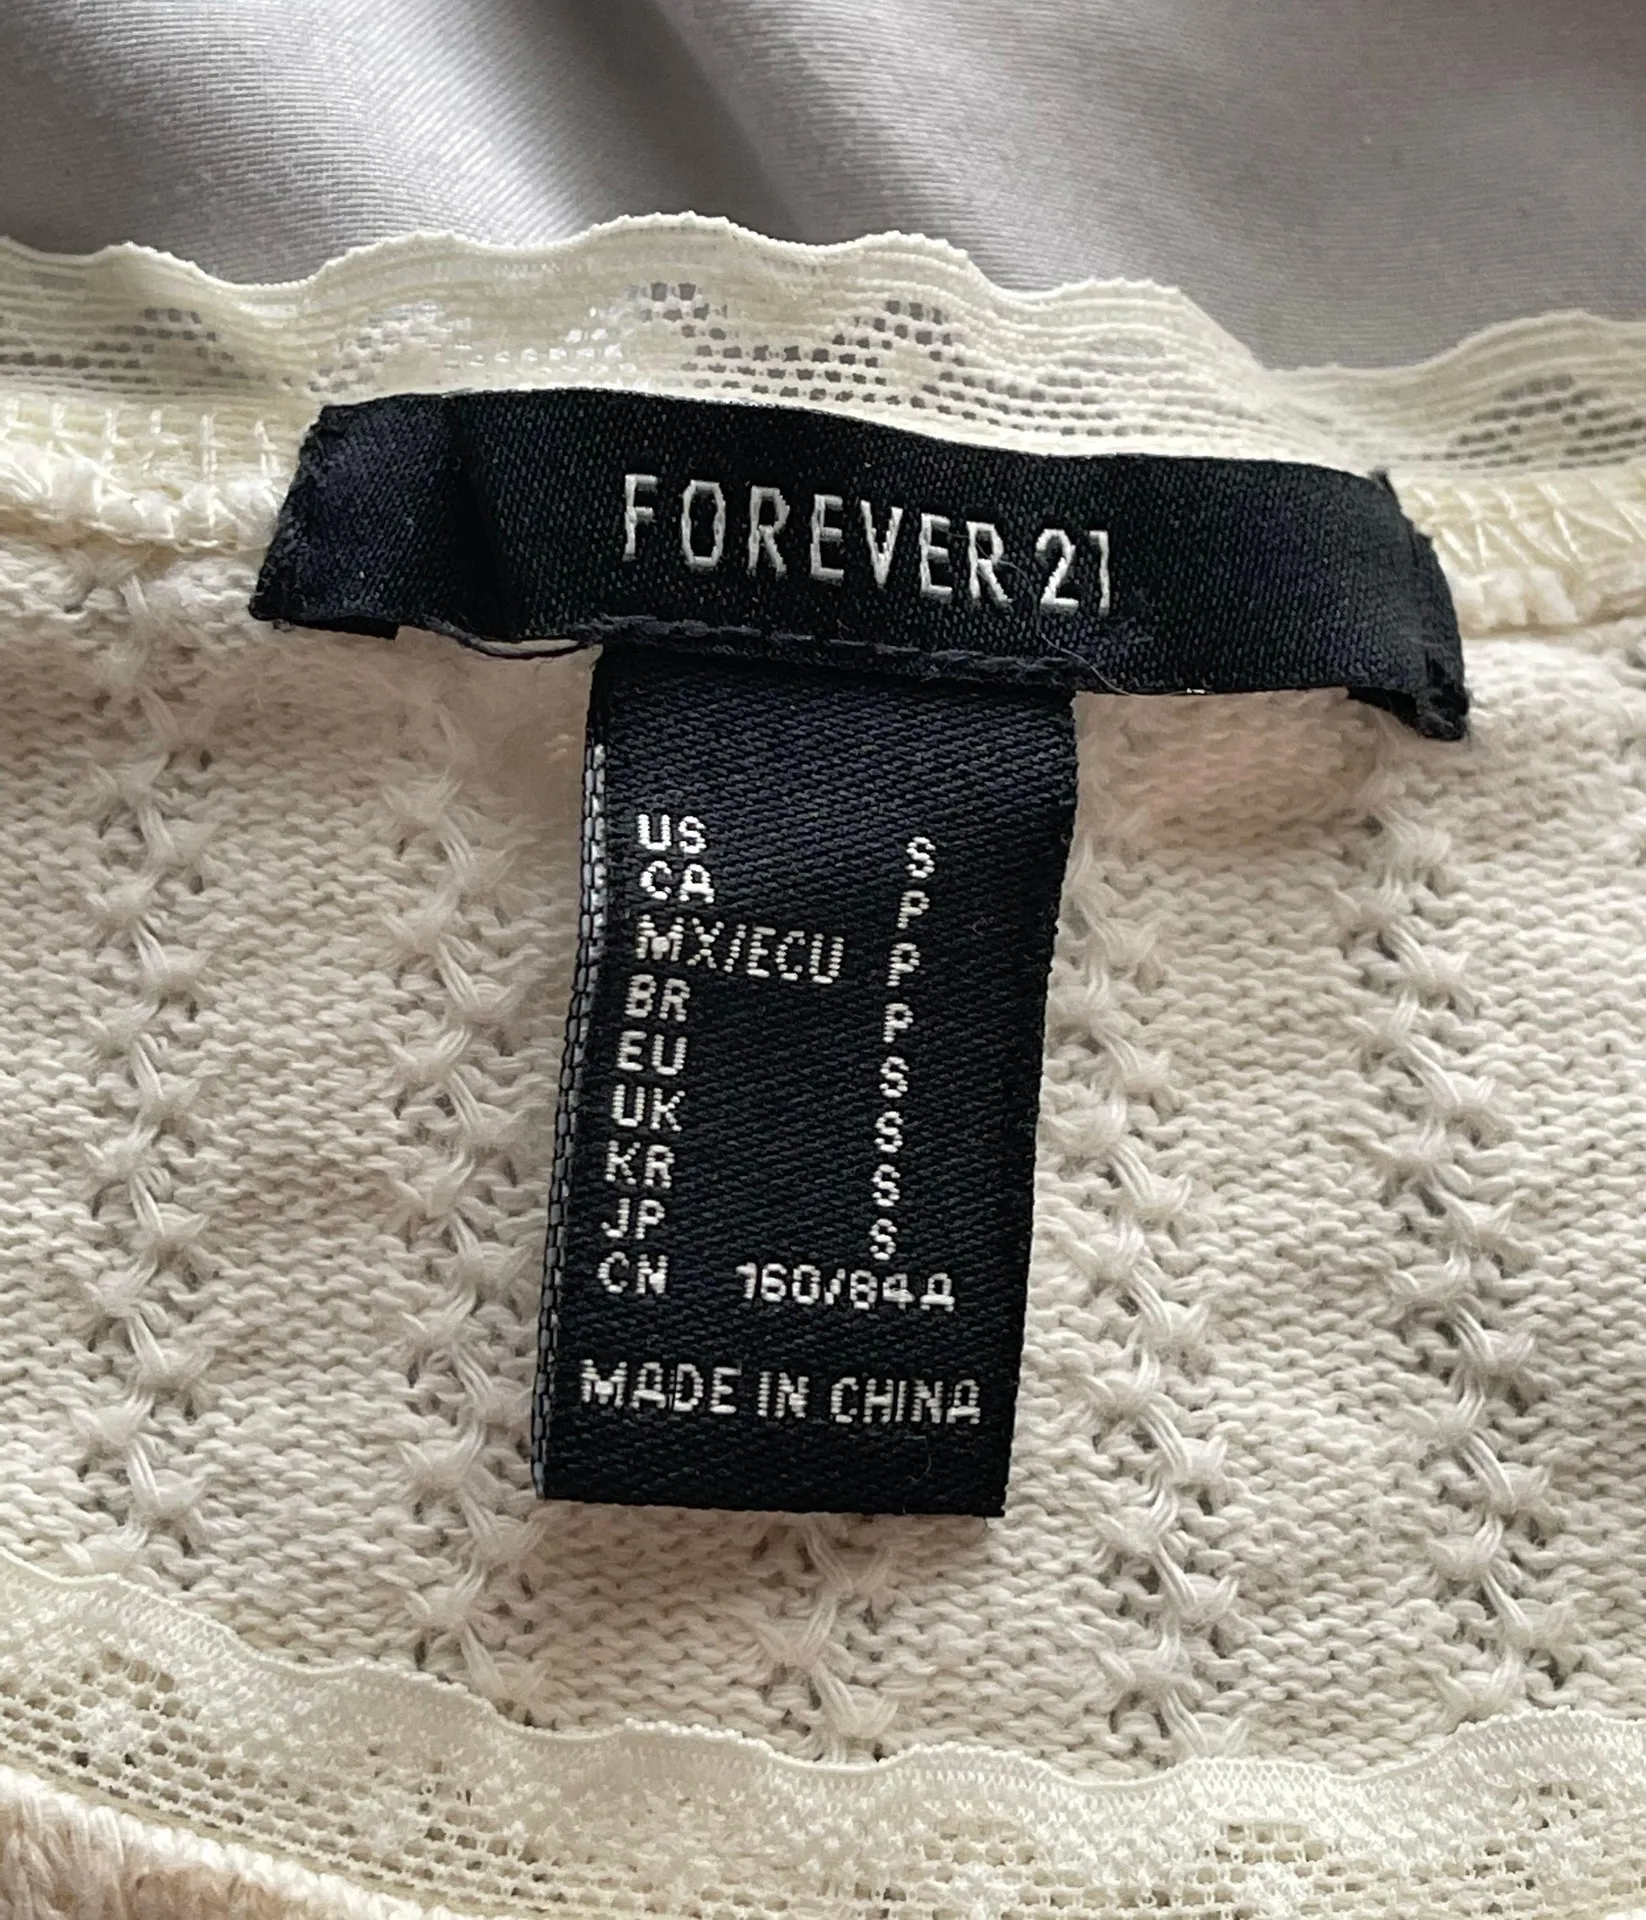 FOREVER 21
US S
CA P
MX/ECU P
BR P
EU S
UK S
KR S
JP S
CN 160/84A
MADE IN CHINA